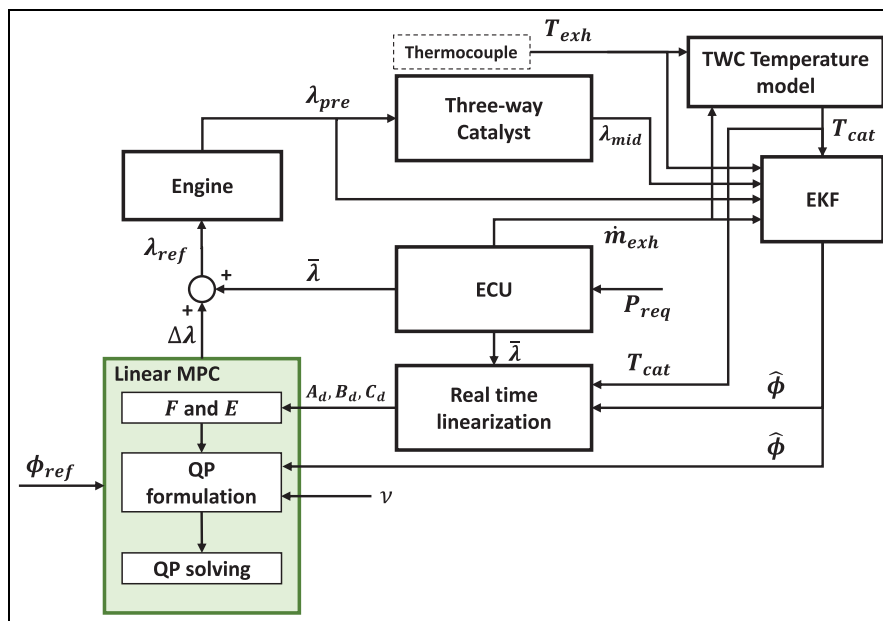 T_exh
Thermocouple
TWC Temperature
model
λ_pre
Three-way
Catalyst
λ_mid
T_cat
Engine
EKF
λ_ref
ṁ_exh
+
λ̄
ECU
+
P_req
Δλ
λ̄
Linear MPC
T_cat
A_d, B_d, C_d
Real time
linearization
F and E
ϕ̂
ϕ_ref
QP
formulation
ϕ̂
ν
QP solving